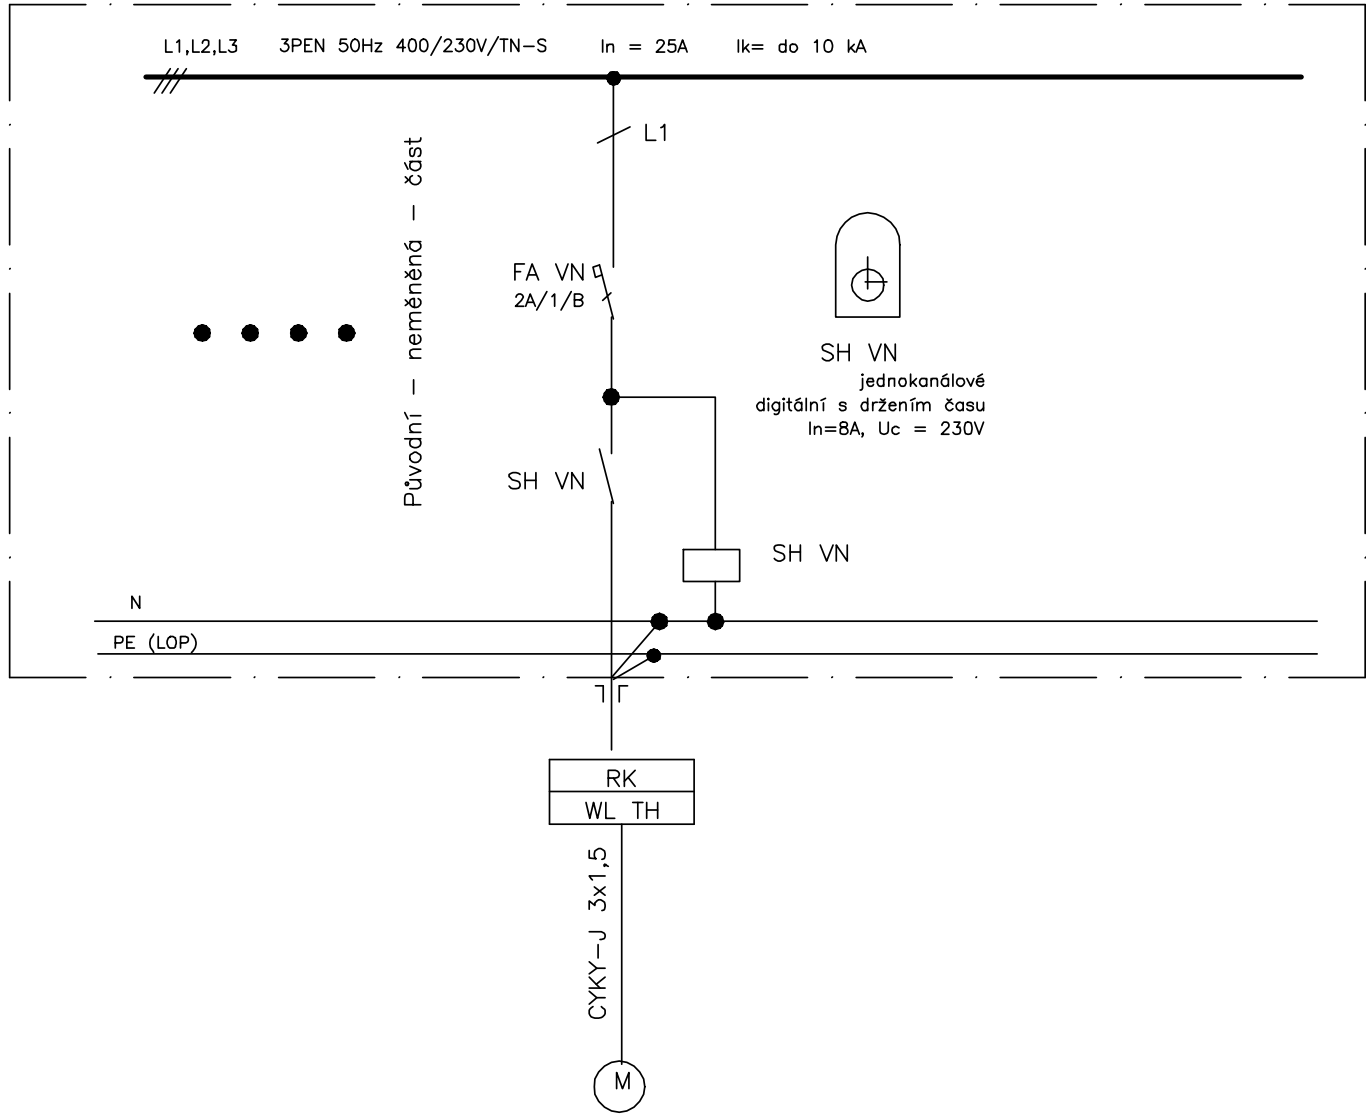 L1,L2,L3 3PEN 50Hz 400/230V/TN-S In = 25A Ik= do 10 kA
L1
Původní - neměněná - část
FA VN
2A/1/B
SH VN
jednokanálové
digitální s držením času
In=8A, Uc = 230V
SH VN
SH VN
N
PE (LOP)
RK
WL TH
CYKY-J 3x1,5
M